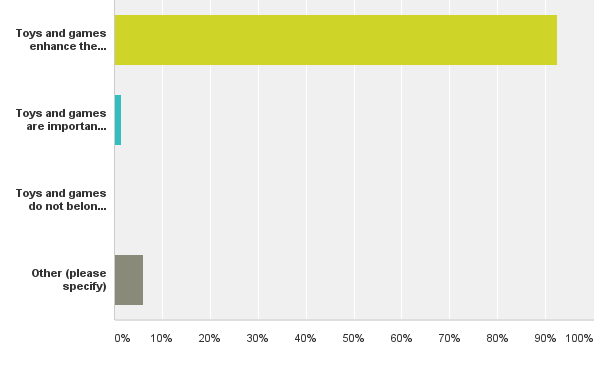 Toys and games
enhance the...
Toys and games
are importan...
Toys and games
do not belon...
Other (please
specify)
0% 10% 20% 30% 40% 50% 60% 70% 80% 90% 100%